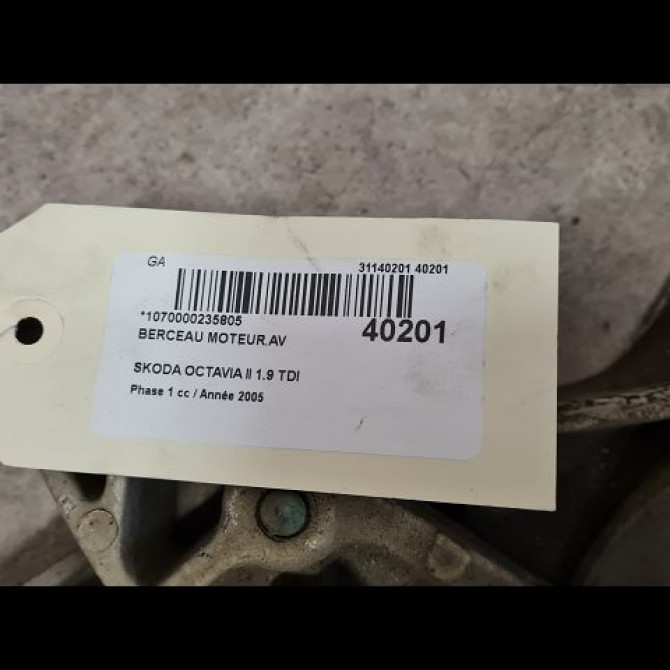 GA
31140201 40201
*1070000235805
40201
BERCEAU MOTEUR,AV
SKODA OCTAVIA II 1.9 TDI
Phase 1 cc / Année 2005